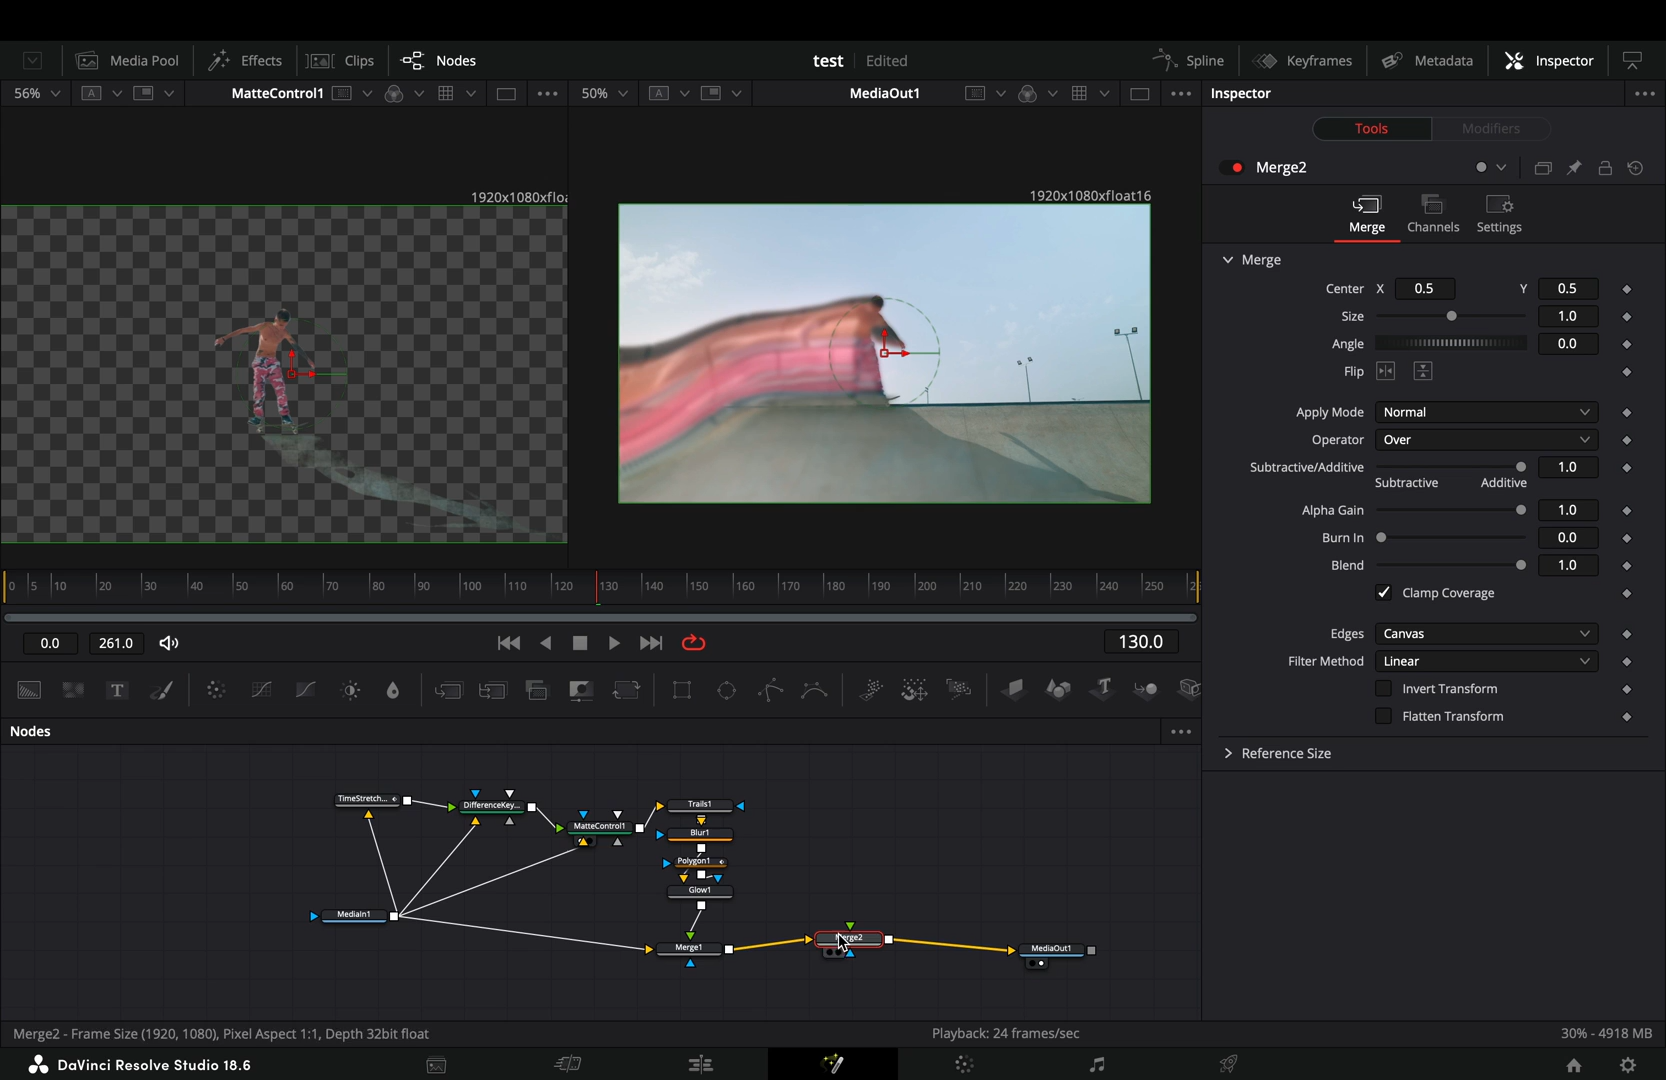 Media Pool
Effects
Clips
Nodes
test
Edited
Spline
Keyframes
Metadata
Inspector
56%
A
MatteControl1
50%
A
MediaOut1
Inspector
Tools
Modifiers
1920x1080xfloa
1920x1080xfloat16
Merge2
Merge
Channels
Settings
Merge
Center X 0.5 Y 0.5
Size 1.0
Angle 0.0
Flip
Apply Mode Normal
Operator Over
Subtractive/Additive 1.0
Subtractive Additive
Alpha Gain 1.0
Burn In 0.0
Blend 1.0
Clamp Coverage
Edges Canvas
Filter Method Linear
Invert Transform
Flatten Transform
Reference Size
0 5 10 20 30 40 50 60 70 80 90 100 110 120 130 140 150 160 170 180 190 200 210 220 230 240 250
0.0
261.0
130.0
T
T
Nodes
TimeStretch...
DifferenceKey...
MatteControl1
Trails1
Blur1
Polygon1
Glow1
MediaIn1
Merge1
Merge2
MediaOut1
Merge2 - Frame Size (1920, 1080), Pixel Aspect 1:1, Depth 32bit float
Playback: 24 frames/sec
30% - 4918 MB
DaVinci Resolve Studio 18.6